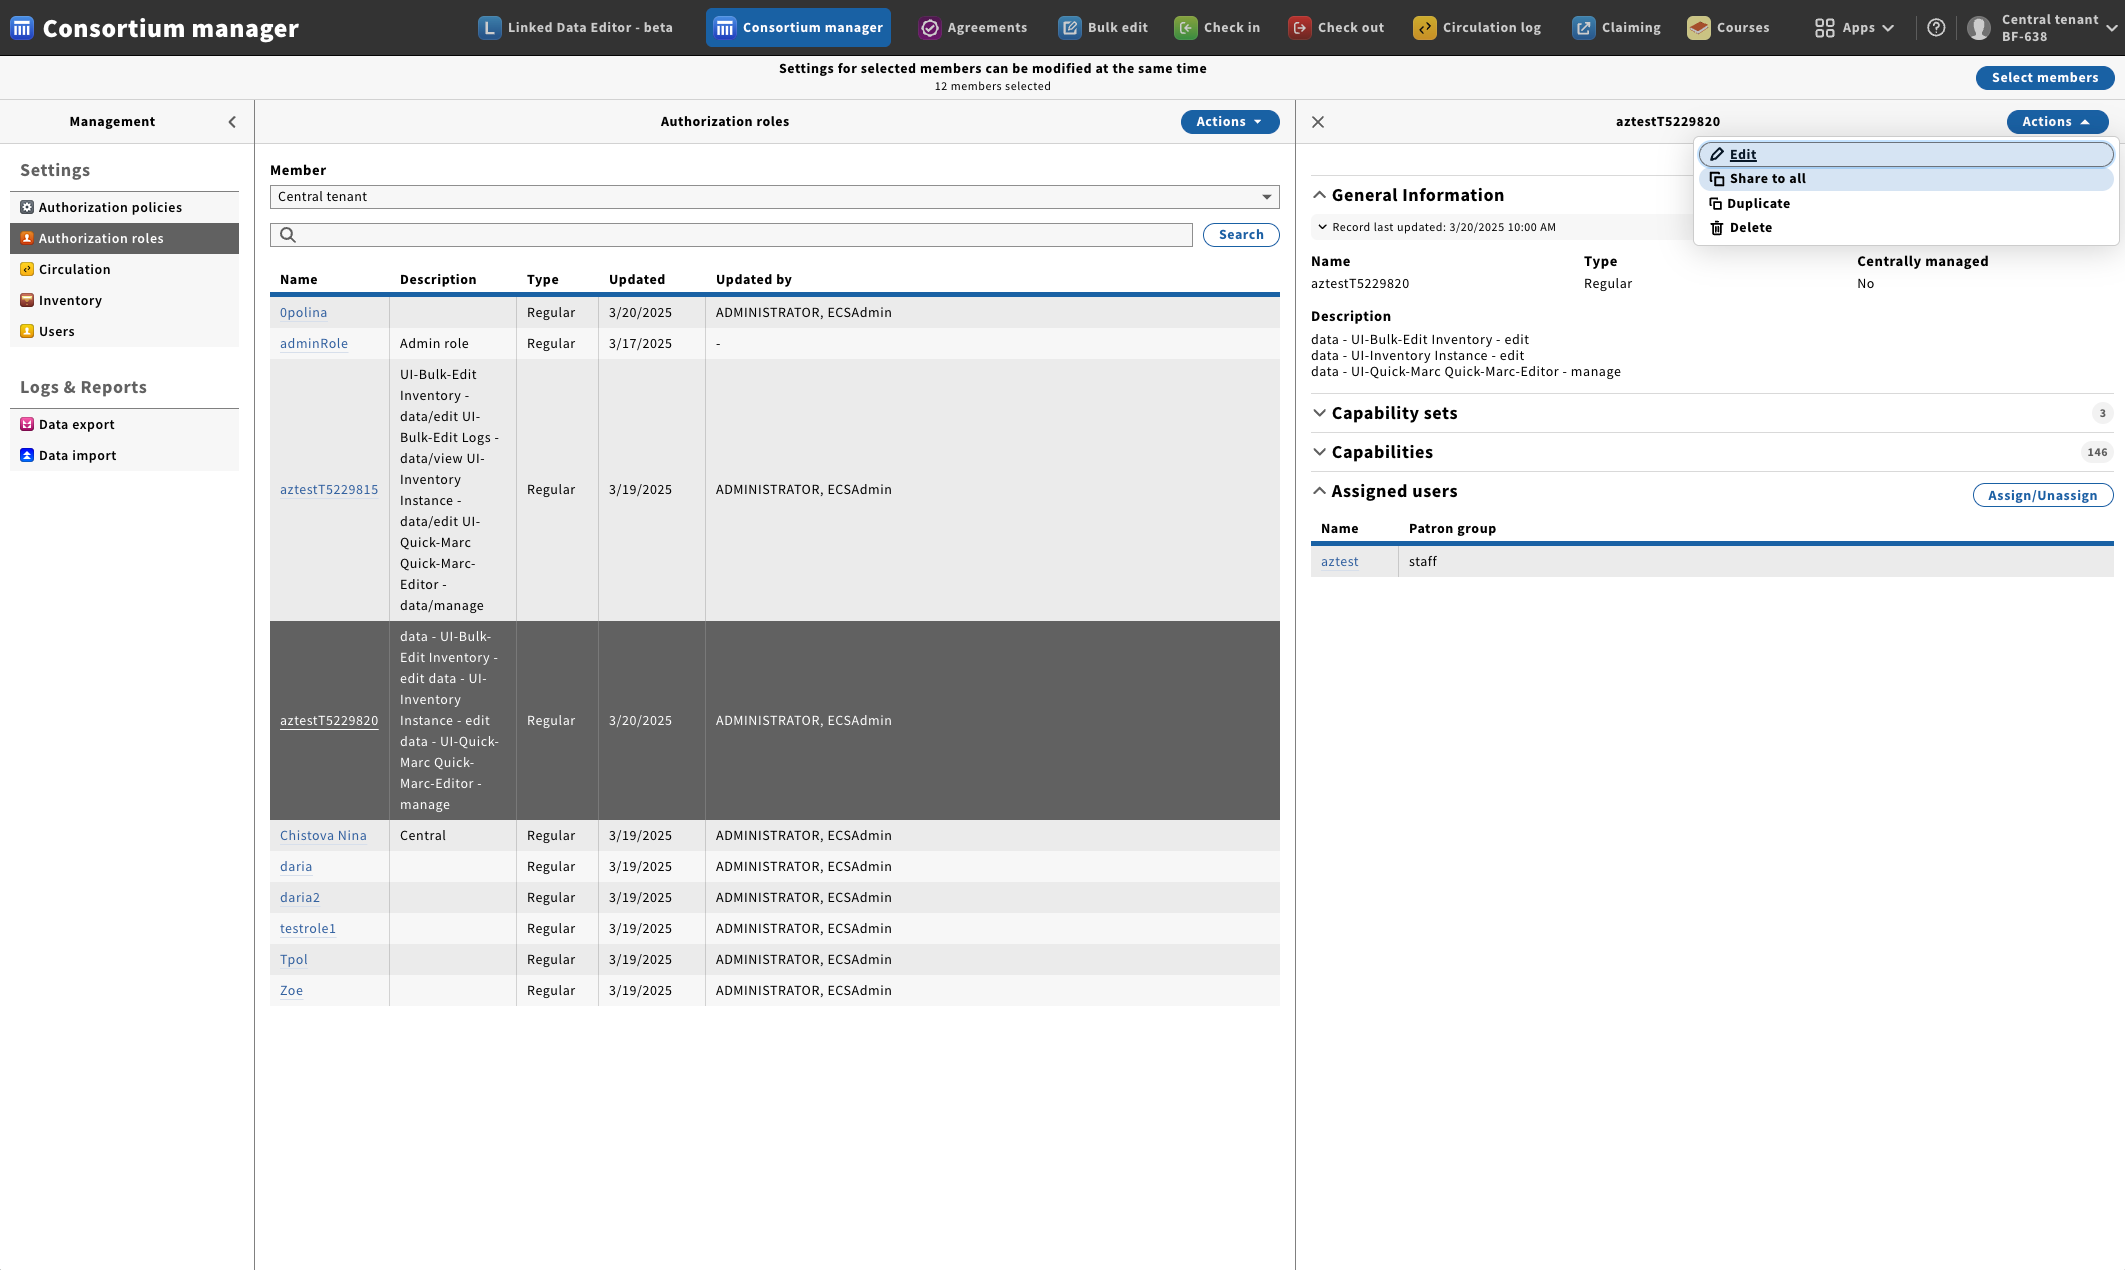 Consortium manager
Linked Data Editor - beta
Consortium manager
Agreements
Bulk edit
Check in
Check out
Circulation log
Claiming
Courses
Apps
Central tenant
BF-638
Settings for selected members can be modified at the same time
12 members selected
Select members
Management
Settings
Authorization policies
Authorization roles
Circulation
Inventory
Users
Logs & Reports
Data export
Data import
Authorization roles
Actions
Member
Central tenant
Search
Name Description Type Updated Updated by
0polina Regular 3/20/2025 ADMINISTRATOR, ECSAdmin
adminRole Admin role Regular 3/17/2025 -
UI-Bulk-Edit
Inventory -
data/edit UI-
Bulk-Edit Logs -
data/view UI-
Inventory
aztestT5229815 Instance - Regular 3/19/2025 ADMINISTRATOR, ECSAdmin
data/edit UI-
Quick-Marc
Quick-Marc-
Editor -
data/manage
data - UI-Bulk-
Edit Inventory -
edit data - UI-
Inventory
aztestT5229820 Instance - edit Regular 3/20/2025 ADMINISTRATOR, ECSAdmin
data - UI-Quick-
Marc Quick-
Marc-Editor -
manage
Chistova Nina Central Regular 3/19/2025 ADMINISTRATOR, ECSAdmin
daria Regular 3/19/2025 ADMINISTRATOR, ECSAdmin
daria2 Regular 3/19/2025 ADMINISTRATOR, ECSAdmin
testrole1 Regular 3/19/2025 ADMINISTRATOR, ECSAdmin
Tpol Regular 3/19/2025 ADMINISTRATOR, ECSAdmin
Zoe Regular 3/19/2025 ADMINISTRATOR, ECSAdmin
aztestT5229820
Actions
Edit
Share to all
Duplicate
Delete
General Information
Record last updated: 3/20/2025 10:00 AM
Name Type Centrally managed
aztestT5229820 Regular No
Description
data - UI-Bulk-Edit Inventory - edit
data - UI-Inventory Instance - edit
data - UI-Quick-Marc Quick-Marc-Editor - manage
Capability sets 3
Capabilities 146
Assigned users
Assign/Unassign
Name Patron group
aztest staff